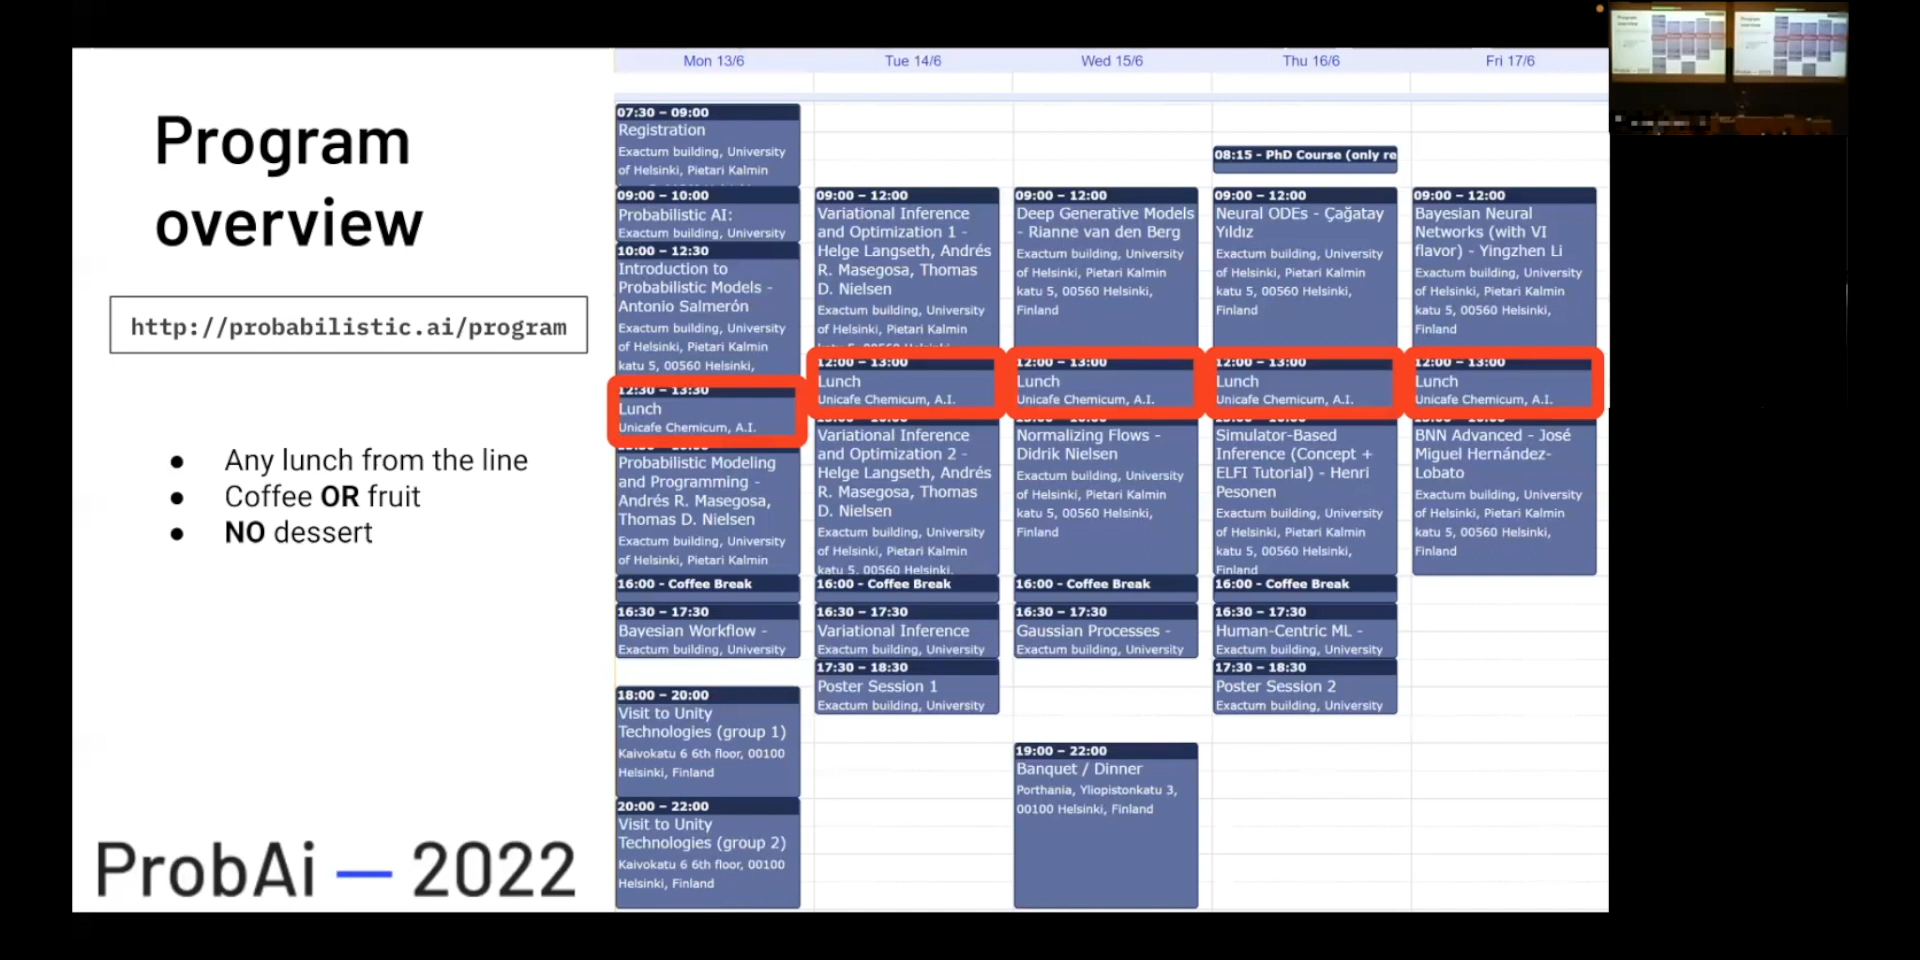 Program
overview
http://probabilistic.ai/program
● Any lunch from the line
● Coffee OR fruit
● NO dessert
ProbAi — 2022
Mon 13/6
07:30 – 09:00
Registration
Exactum building, University
of Helsinki, Pietari Kalmin
09:00 – 10:00
Probabilistic AI:
Exactum building, University
10:00 – 12:30
Introduction to
Probabilistic Models -
Antonio Salmerón
Exactum building, University
of Helsinki, Pietari Kalmin
katu 5, 00560 Helsinki,
12:30 – 13:30
Lunch
Unicafe Chemicum, A.I.
Probabilistic Modeling
and Programming -
Andrés R. Masegosa,
Thomas D. Nielsen
Exactum building, University
of Helsinki, Pietari Kalmin
16:00 - Coffee Break
16:30 – 17:30
Bayesian Workflow -
Exactum building, University
18:00 – 20:00
Visit to Unity
Technologies (group 1)
Kaivokatu 6 6th floor, 00100
Helsinki, Finland
20:00 – 22:00
Visit to Unity
Technologies (group 2)
Kaivokatu 6 6th floor, 00100
Helsinki, Finland
Tue 14/6
09:00 – 12:00
Variational Inference
and Optimization 1 -
Helge Langseth, Andrés
R. Masegosa, Thomas
D. Nielsen
Exactum building, University
of Helsinki, Pietari Kalmin
12:00 – 13:00
Lunch
Unicafe Chemicum, A.I.
Variational Inference
and Optimization 2 -
Helge Langseth, Andrés
R. Masegosa, Thomas
D. Nielsen
Exactum building, University
of Helsinki, Pietari Kalmin
katu 5, 00560 Helsinki,
16:00 - Coffee Break
16:30 – 17:30
Variational Inference
Exactum building, University
17:30 – 18:30
Poster Session 1
Exactum building, University
Wed 15/6
09:00 – 12:00
Deep Generative Models
- Rianne van den Berg
Exactum building, University
of Helsinki, Pietari Kalmin
katu 5, 00560 Helsinki,
Finland
12:00 – 13:00
Lunch
Unicafe Chemicum, A.I.
Normalizing Flows -
Didrik Nielsen
Exactum building, University
of Helsinki, Pietari Kalmin
katu 5, 00560 Helsinki,
Finland
16:00 - Coffee Break
16:30 – 17:30
Gaussian Processes -
Exactum building, University
19:00 – 22:00
Banquet / Dinner
Porthania, Yliopistonkatu 3,
00100 Helsinki, Finland
Thu 16/6
08:15 - PhD Course (only re
09:00 – 12:00
Neural ODEs - Çağatay
Yıldız
Exactum building, University
of Helsinki, Pietari Kalmin
katu 5, 00560 Helsinki,
Finland
12:00 – 13:00
Lunch
Unicafe Chemicum, A.I.
Simulator-Based
Inference (Concept +
ELFI Tutorial) - Henri
Pesonen
Exactum building, University
of Helsinki, Pietari Kalmin
katu 5, 00560 Helsinki,
Finland
16:00 - Coffee Break
16:30 – 17:30
Human-Centric ML -
Exactum building, University
17:30 – 18:30
Poster Session 2
Exactum building, University
Fri 17/6
09:00 – 12:00
Bayesian Neural
Networks (with VI
flavor) - Yingzhen Li
Exactum building, University
of Helsinki, Pietari Kalmin
katu 5, 00560 Helsinki,
Finland
12:00 – 13:00
Lunch
Unicafe Chemicum, A.I.
BNN Advanced - José
Miguel Hernández-
Lobato
Exactum building, University
of Helsinki, Pietari Kalmin
katu 5, 00560 Helsinki,
Finland